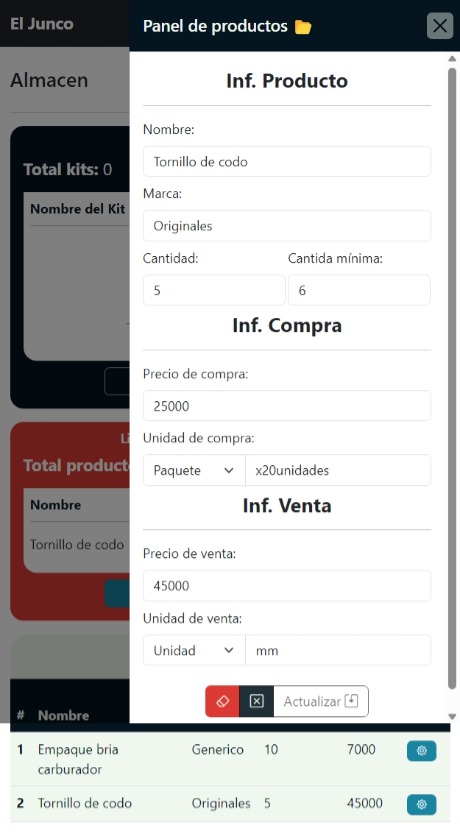 El Junco
Panel de productos
Almacen
Inf. Producto
Nombre:
Tornillo de codo
Marca:
Originales
Cantidad:
Cantida mínima:
5
6
Inf. Compra
Precio de compra:
25000
Unidad de compra:
Paquete
x20unidades
Inf. Venta
Precio de venta:
45000
Unidad de venta:
Unidad
mm
Actualizar
Total kits: 0
Nombre del Kit
Li
Total product
Nombre
Tornillo de codo
# Nombre
1 Empaque bria carburador Generico 10 7000
2 Tornillo de codo Originales 5 45000